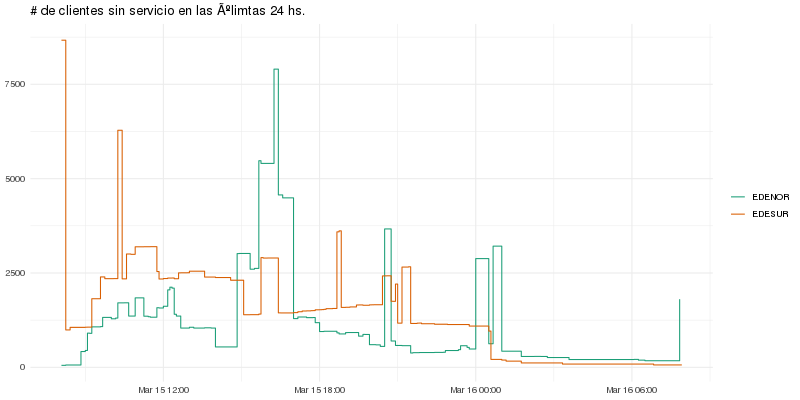 # de clientes sin servicio en las Ãºlimtas 24 hs.
7500
5000
2500
0
Mar 15 12:00
Mar 15 18:00
Mar 16 00:00
Mar 16 06:00
EDENOR
EDESUR